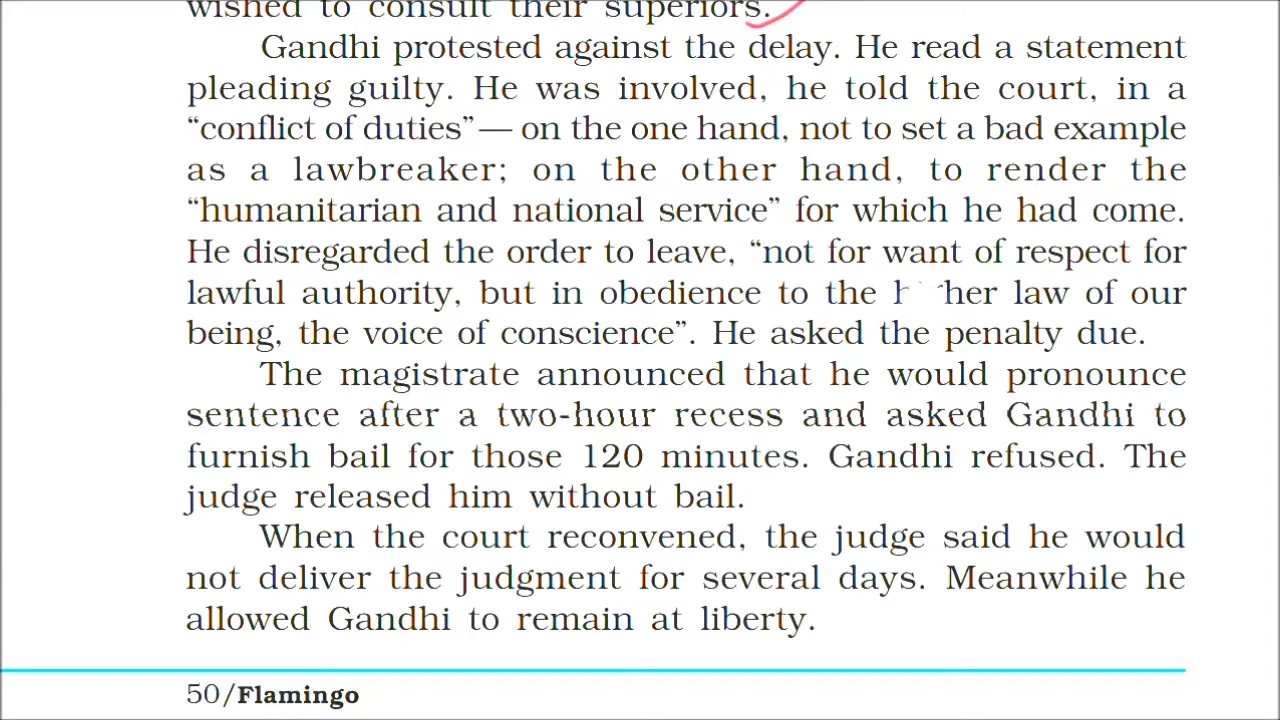 wished to consult their superiors.
Gandhi protested against the delay. He read a statement
pleading guilty. He was involved, he told the court, in a
“conflict of duties”— on the one hand, not to set a bad example
as a lawbreaker; on the other hand, to render the
“humanitarian and national service” for which he had come.
He disregarded the order to leave, “not for want of respect for
lawful authority, but in obedience to the law of our
being, the voice of conscience”. He asked the penalty due.
The magistrate announced that he would pronounce
sentence after a two-hour recess and asked Gandhi to
furnish bail for those 120 minutes. Gandhi refused. The
judge released him without bail.
When the court reconvened, the judge said he would
not deliver the judgment for several days. Meanwhile he
allowed Gandhi to remain at liberty.
50/Flamingo